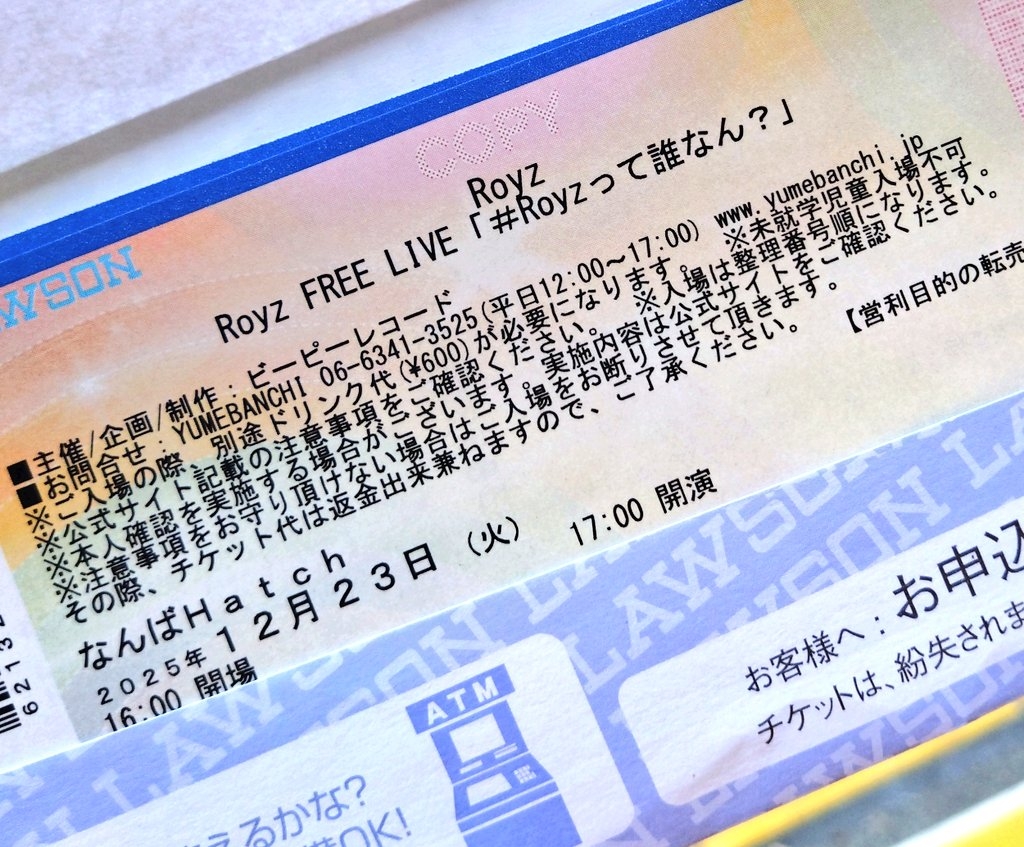 COPY
Royz
Royz FREE LIVE「#Royzって誰なん？」
WSON
■主催/企画/制作：ビーピーレコード
■お問合せ：YUMEBANCHI 06-6341-3525(平日12:00〜17:00) www.yumebanchi.jp
※ご入場の際、別途ドリンク代(¥600)が必要になります。 ※未就学児童入場不可
※公式サイト記載の注意事項をご確認ください。 ※入場は整理番号順になります。
※本人確認を実施する場合がございます。実施内容は公式サイトをご確認ください。
※注意事項をお守り頂けない場合はご入場をお断りさせて頂きます。
その際、チケット代は返金出来兼ねますので、ご了承ください。
【営利目的の転売
なんばＨａｔｃｈ
２０２５年１２月２３日（火） 17:00 開演
16:00 開場
62132
LAWSON LAWSON LAWSON
ATM
えるかな？
OK!
お客様へ：お申込
チケットは、紛失されま